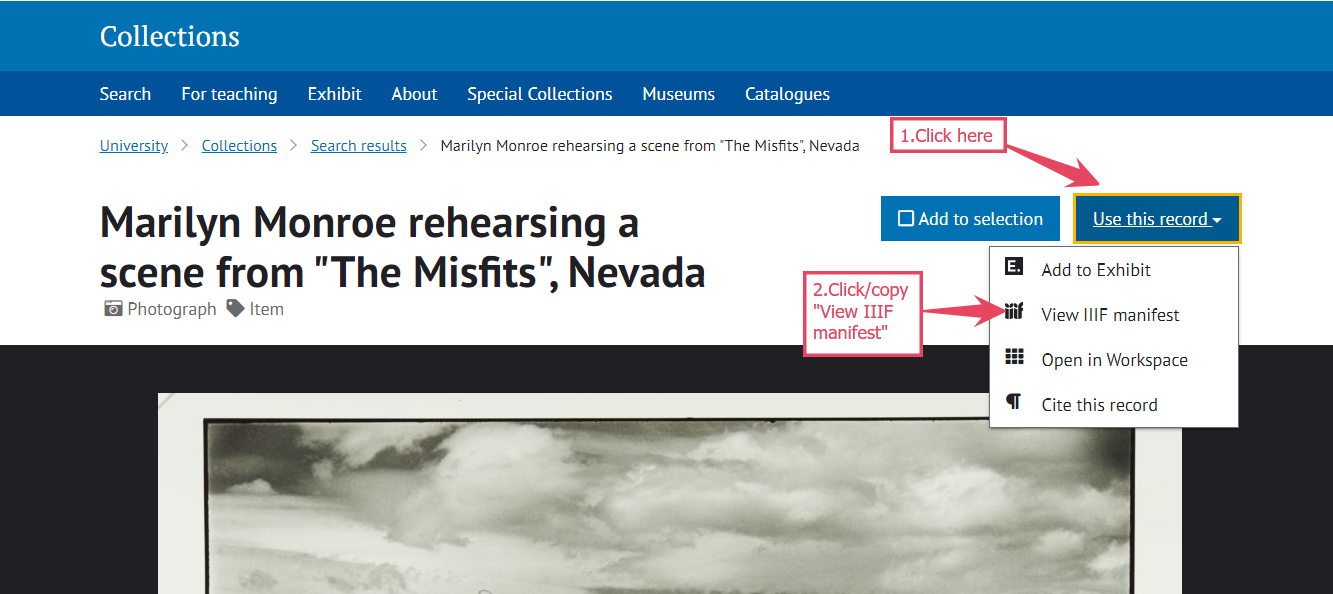 Collections
Search For teaching Exhibit About Special Collections Museums Catalogues
University > Collections > Search results > Marilyn Monroe rehearsing a scene from "The Misfits", Nevada
1.Click here
Marilyn Monroe rehearsing a
scene from "The Misfits", Nevada
Photograph Item
Add to selection
Use this record
E. Add to Exhibit
iiif View IIIF manifest
Open in Workspace
¶ Cite this record
2.Click/copy
"View IIIF
manifest"